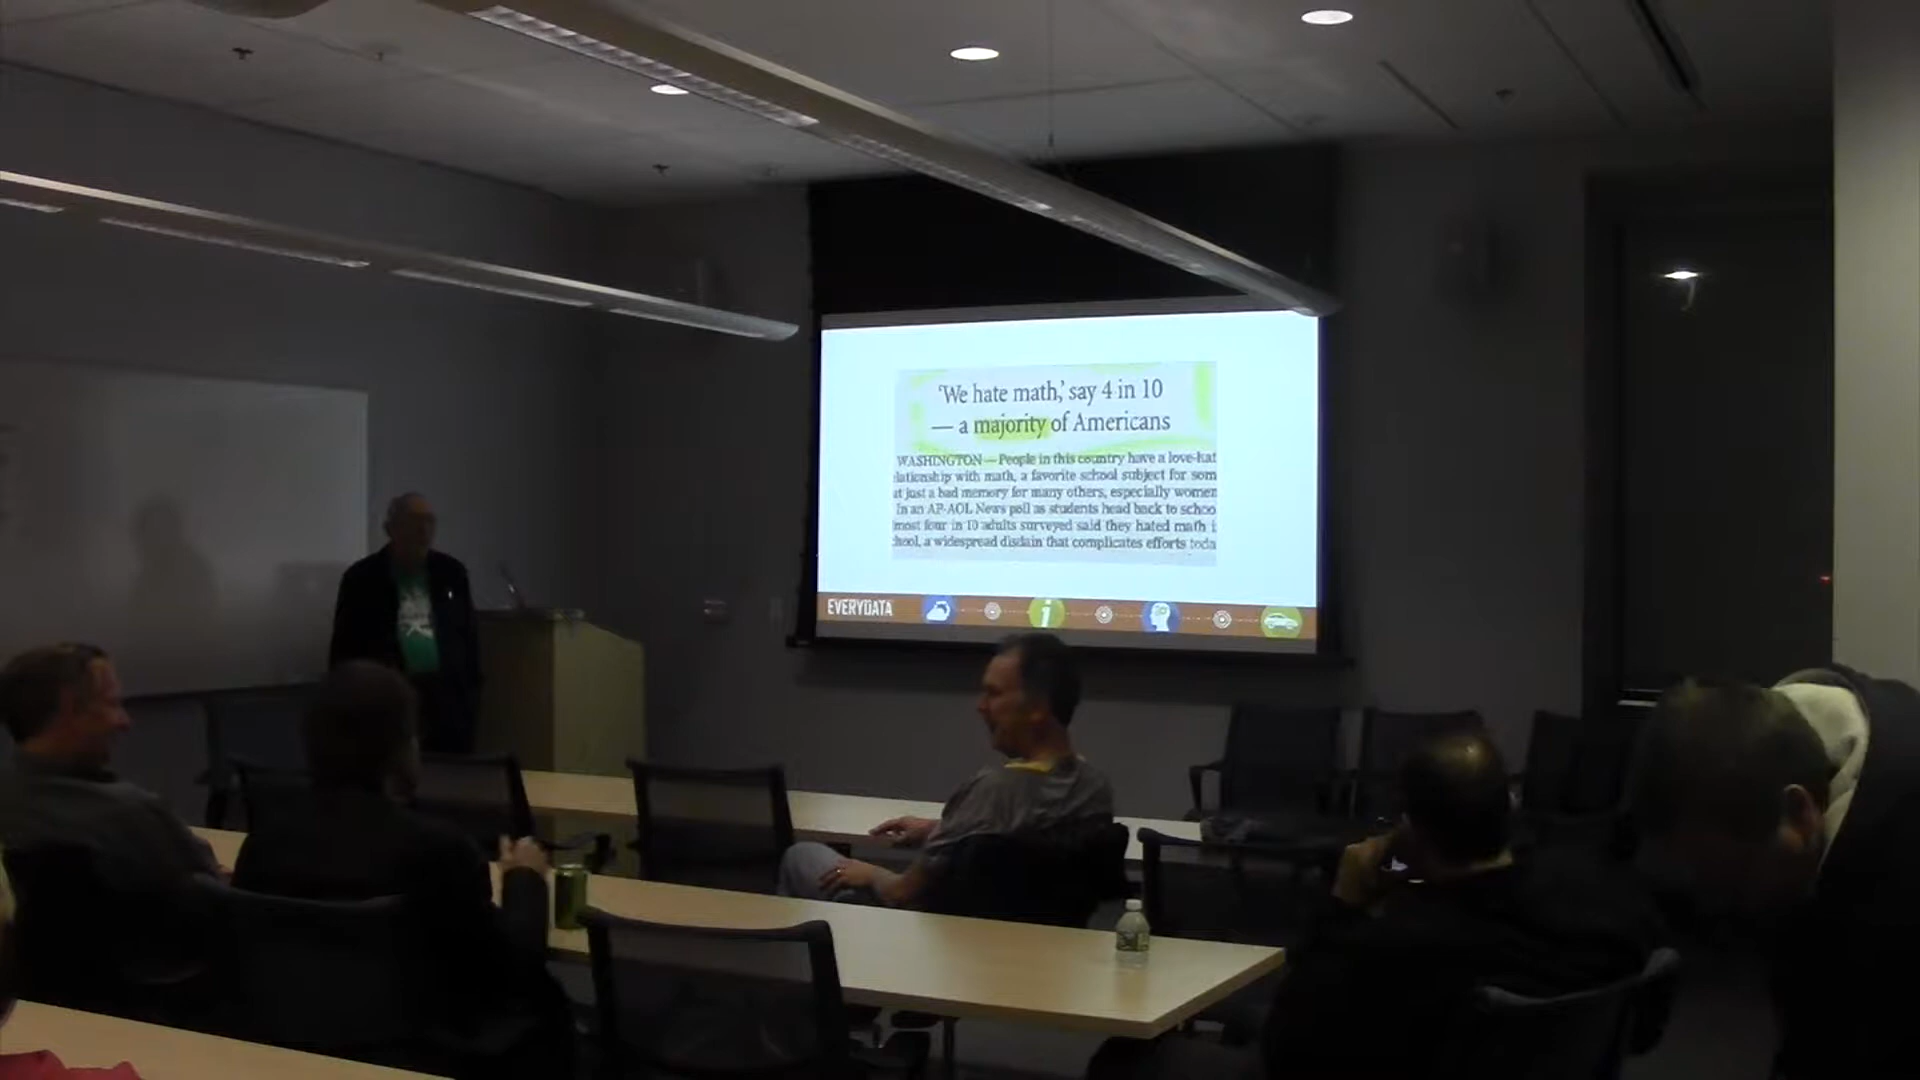 ‘We hate math,’ say 4 in 10
— a majority of Americans
WASHINGTON — People in this country have a love-hat
lationship with math, a favorite school subject for som
at just a bad memory for many others, especially women
In an AP-AOL News poll as students head back to schoo
most four in 10 adults surveyed said they hated math i
chool, a widespread disdain that complicates efforts toda
EVERYDATA